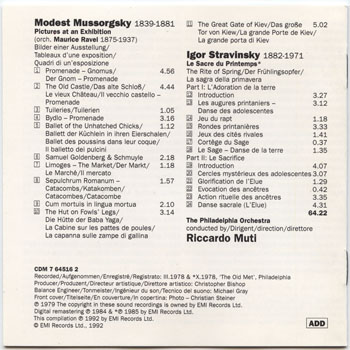 Modest Mussorgsky 1839-1881
Pictures at an Exhibition
(orch. Maurice Ravel 1875-1937)
Bilder einer Ausstellung/
Tableaux d'une exposition/
Quadri di un'esposizione
1 Promenade – Gnomus/ 4.56
Der Gnom – Promenade
2 The Old Castle/Das alte Schloß/ 4.44
Le vieux Château/Il vecchio castello –
Promenade
3 Tuileries/Tuillerien 1.05
4 Bydlo – Promenade 3.16
5 Ballet of the Unhatched Chicks/ 1.12
Ballett der Küchlein in ihren Eierschalen/
Ballet des poussins dans leur coque/
Il balletto dei pulcini
6 Samuel Goldenberg & Schmuyle 2.18
7 Limoges – The Market/Der Markt/ 1.18
Le Marché/Il mercato
8 Sepulchrum Romanum – 1.57
Catacombs/Katakomben/
Catacombes/Catacombe
9 Cum mortuis in lingua mortua 2.10
10 The Hut on Fowls' Legs/ 3.14
Die Hütte der Baba Yaga/
La Cabine sur les pattes de poules/
La capanna sulle zampe di gallina
11 The Great Gate of Kiev/Das große 5.02
Tor von Kiew/La grande Porte de Kiev/
La grande porta di Kiev
Igor Stravinsky 1882-1971
Le Sacre du Printemps*
The Rite of Spring/Der Frühlingsopfer/
La sagra della primavera
Part I: L'Adoration de la terre
12 Introduction 3.27
13 Les augures printaniers – 3.12
Danse des adolescentes
14 Jeu du rapt 1.18
15 Rondes printanières 3.33
16 Jeux des cités rivales 1.41
17 Cortège du Sage 0.37
18 Le Sage – Danse de la terre 1.35
Part II: Le Sacrifice
19 Introduction 4.07
20 Cercles mystérieux des adolescentes 3.07
21 Glorification de l'Elue 1.29
22 Evocation des ancêtres 0.42
23 Action rituelle des ancêtres 3.35
24 Danse sacrale (L'Elue) 4.31
64.22
The Philadelphia Orchestra
conducted by/Dirigent/direction/direttore
Riccardo Muti
CDM 7 64516 2
Recorded/Aufgenommen/Enregistré/Registrato: III.1978 & *X.1978, 'The Old Met', Philadelphia
Producer/Produzent/Directeur artistique/Direttore artistico: Christopher Bishop
Balance Engineer/Tonmeister/Ingénieur du son/Tecnico del suono: Michael Gray
Front cover/Titelseite/En couverture/In copertina: Photo – Christian Steiner
℗ 1979 The copyright in these sound recordings is owned by EMI Records Ltd.
Digital remastering ℗ 1984 & *℗ 1985 by EMI Records Ltd.
This compilation ℗ 1992 by EMI Records Ltd.
© EMI Records Ltd., 1992
ADD